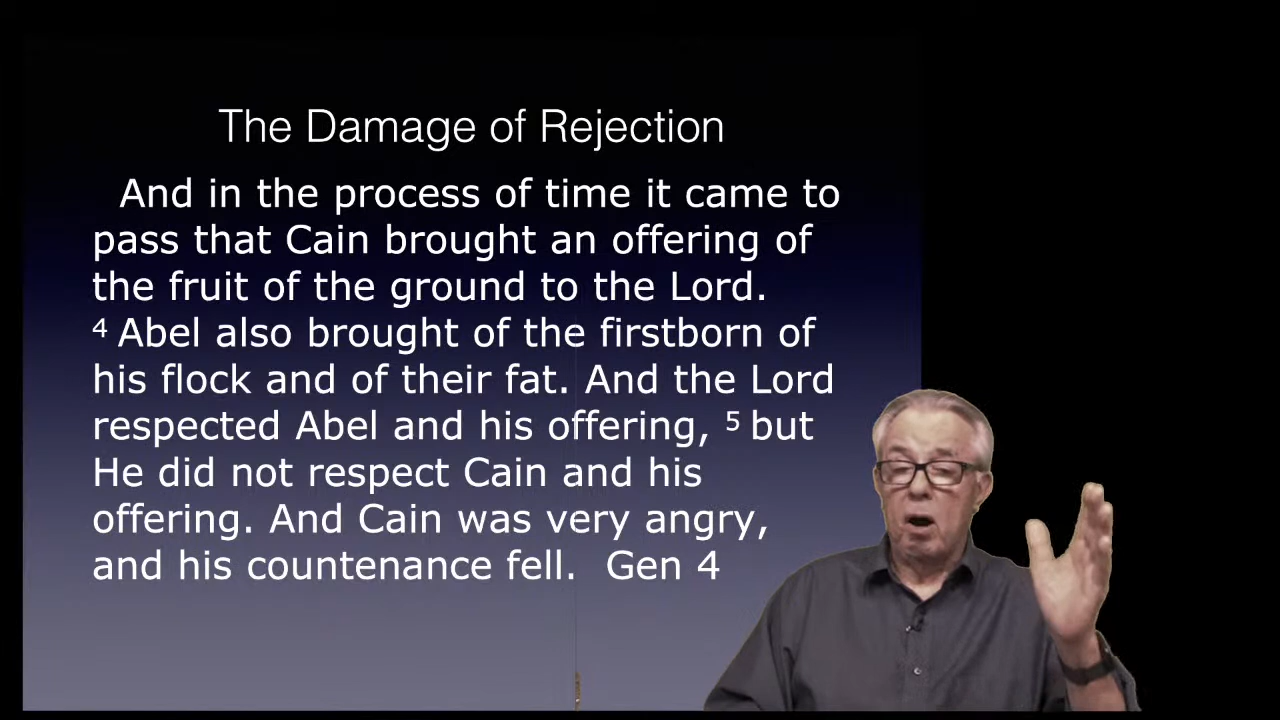 The Damage of Rejection
And in the process of time it came to
pass that Cain brought an offering of
the fruit of the ground to the Lord.
4 Abel also brought of the firstborn of
his flock and of their fat. And the Lord
respected Abel and his offering, 5 but
He did not respect Cain and his
offering. And Cain was very angry,
and his countenance fell.  Gen 4